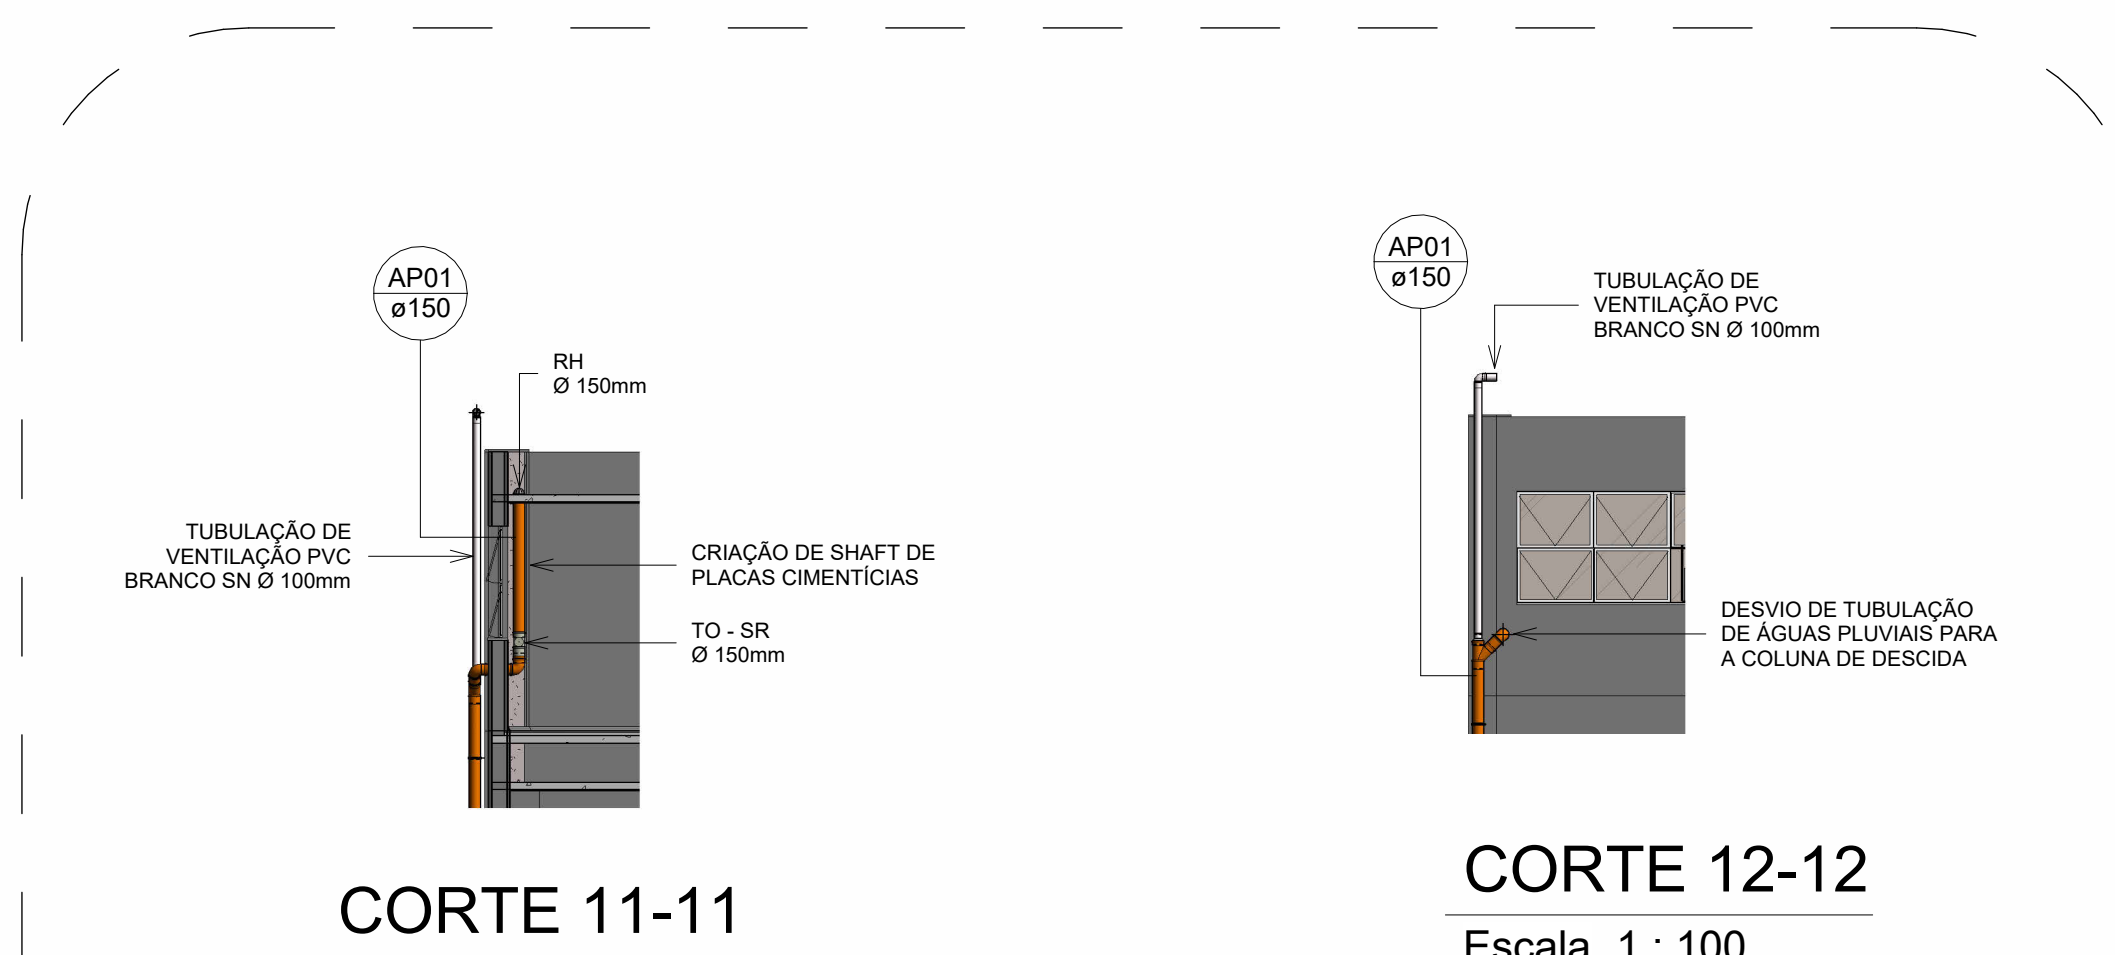 AP01
ø150
RH
Ø 150mm
TUBULAÇÃO DE
VENTILAÇÃO PVC
BRANCO SN Ø 100mm
CRIAÇÃO DE SHAFT DE
PLACAS CIMENTÍCIAS
TO - SR
Ø 150mm
CORTE 11-11
AP01
ø150
TUBULAÇÃO DE
VENTILAÇÃO PVC
BRANCO SN Ø 100mm
DESVIO DE TUBULAÇÃO
DE ÁGUAS PLUVIAIS PARA
A COLUNA DE DESCIDA
CORTE 12-12
Escala 1 : 100